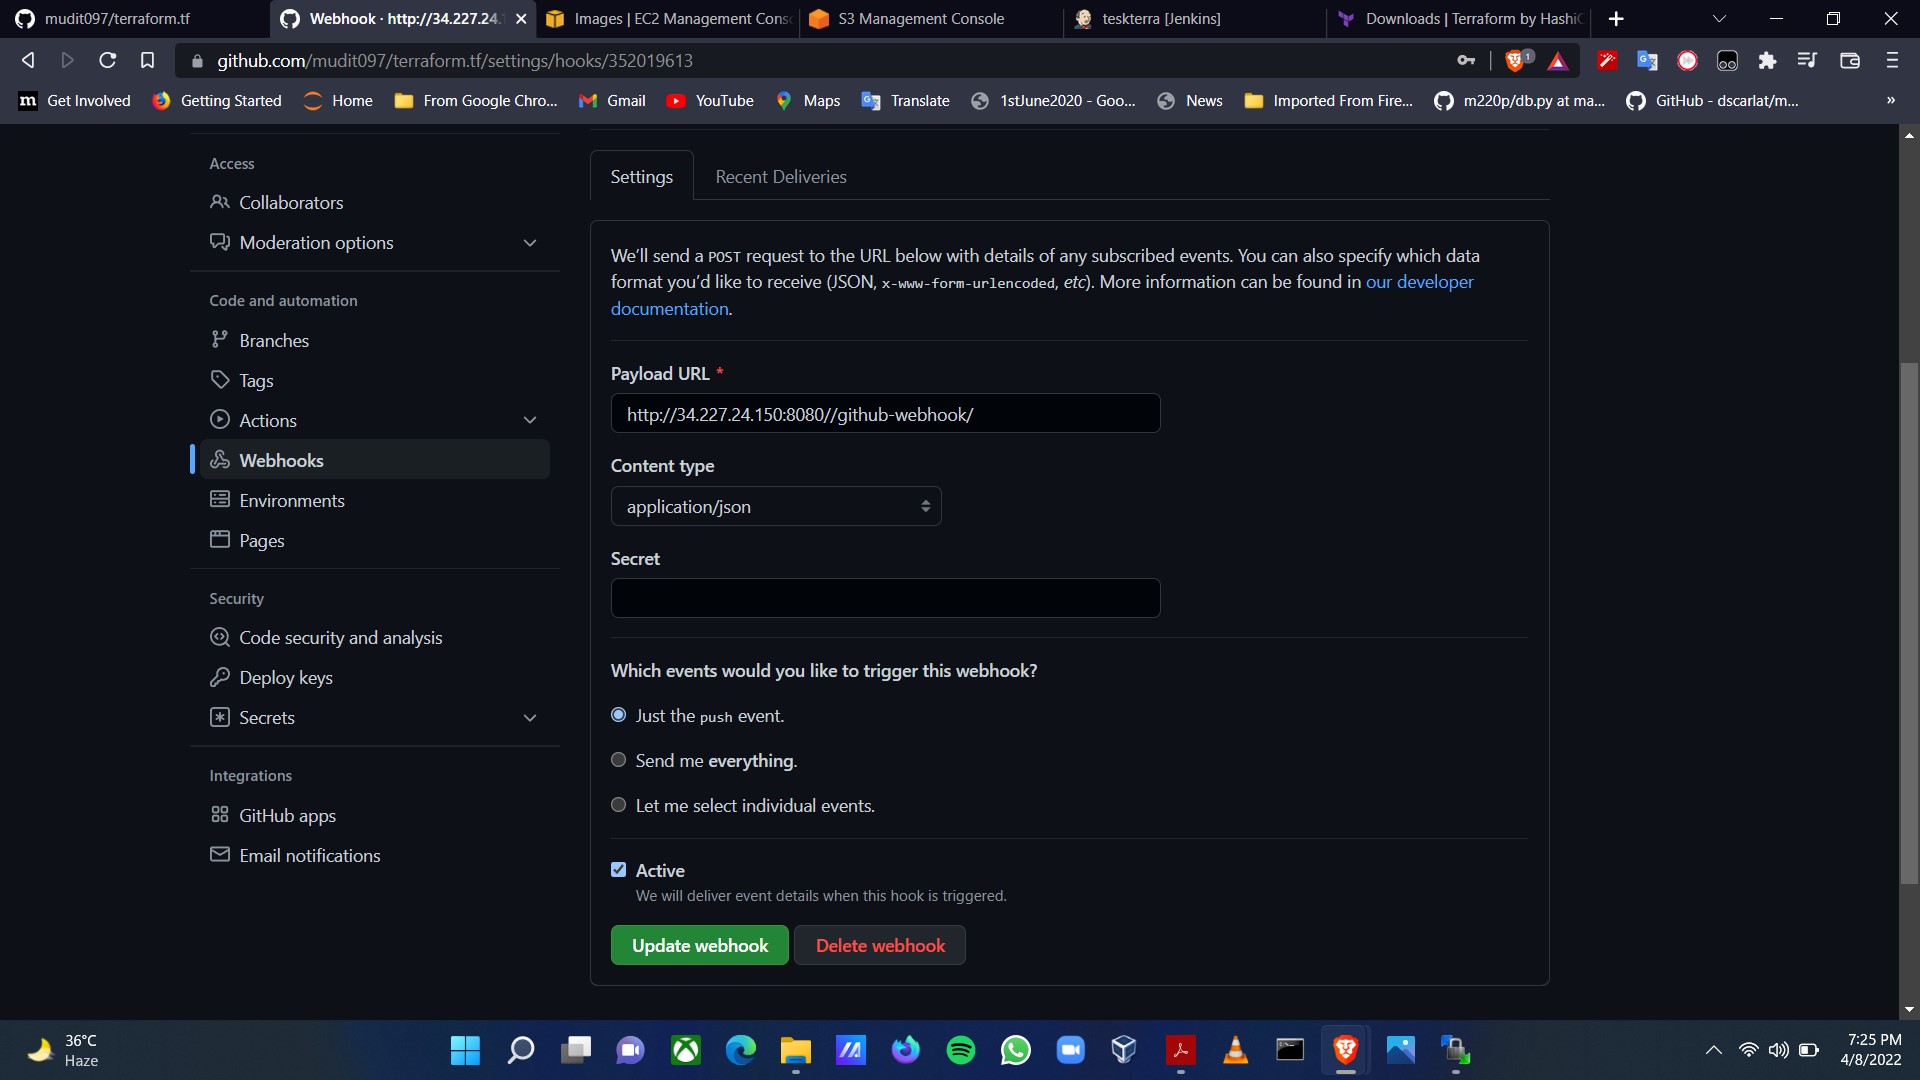 mudit097/terraform.tf
Webhook · http://34.227.24.
Images | EC2 Management Conso
S3 Management Console
teskterra [Jenkins]
Downloads | Terraform by HashiC
github.com/mudit097/terraform.tf/settings/hooks/352019613
1
Get Involved
Getting Started
Home
From Google Chro...
Gmail
YouTube
Maps
Translate
1stJune2020 - Goo...
News
Imported From Fire...
m220p/db.py at ma...
GitHub - dscarlat/m...
»
Access
Collaborators
Moderation options
Code and automation
Branches
Tags
Actions
Webhooks
Environments
Pages
Security
Code security and analysis
Deploy keys
Secrets
Integrations
GitHub apps
Email notifications
Settings
Recent Deliveries
We'll send a POST request to the URL below with details of any subscribed events. You can also specify which data
format you'd like to receive (JSON, x-www-form-urlencoded, etc). More information can be found in our developer
documentation.
Payload URL *
http://34.227.24.150:8080//github-webhook/
Content type
application/json
Secret
Which events would you like to trigger this webhook?
Just the push event.
Send me everything.
Let me select individual events.
Active
We will deliver event details when this hook is triggered.
Update webhook
Delete webhook
36°C
Haze
7:25 PM
4/8/2022